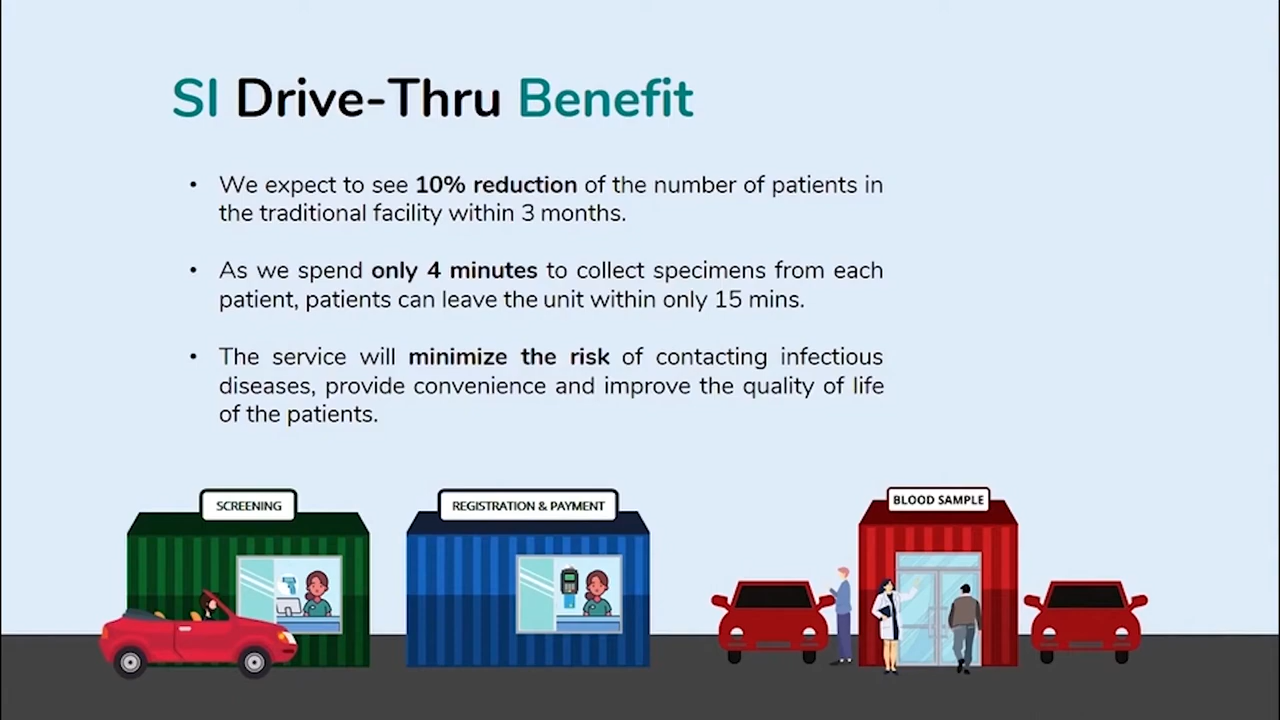 SI Drive-Thru Benefit
• We expect to see 10% reduction of the number of patients in
the traditional facility within 3 months.
• As we spend only 4 minutes to collect specimens from each
patient, patients can leave the unit within only 15 mins.
• The service will minimize the risk of contacting infectious
diseases, provide convenience and improve the quality of life
of the patients.
SCREENING
REGISTRATION & PAYMENT
BLOOD SAMPLE